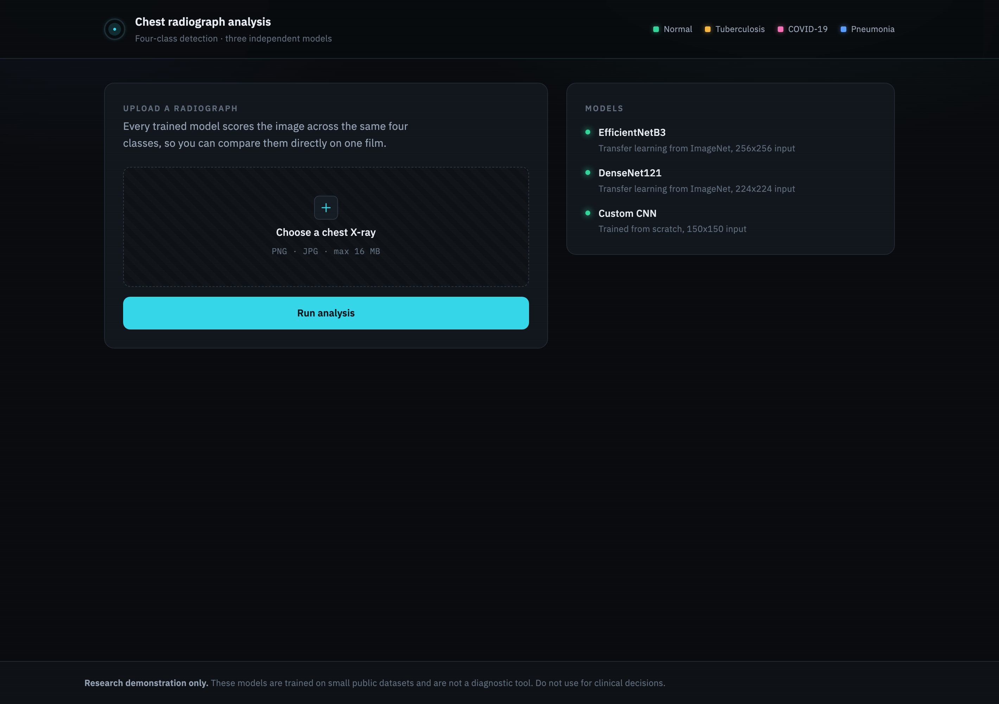 Chest radiograph analysis
Four-class detection · three independent models
Normal
Tuberculosis
COVID-19
Pneumonia
UPLOAD A RADIOGRAPH
Every trained model scores the image across the same four
classes, so you can compare them directly on one film.
Choose a chest X-ray
PNG · JPG · max 16 MB
Run analysis
MODELS
EfficientNetB3
Transfer learning from ImageNet, 256x256 input
DenseNet121
Transfer learning from ImageNet, 224x224 input
Custom CNN
Trained from scratch, 150x150 input
Research demonstration only. These models are trained on small public datasets and are not a diagnostic tool. Do not use for clinical decisions.